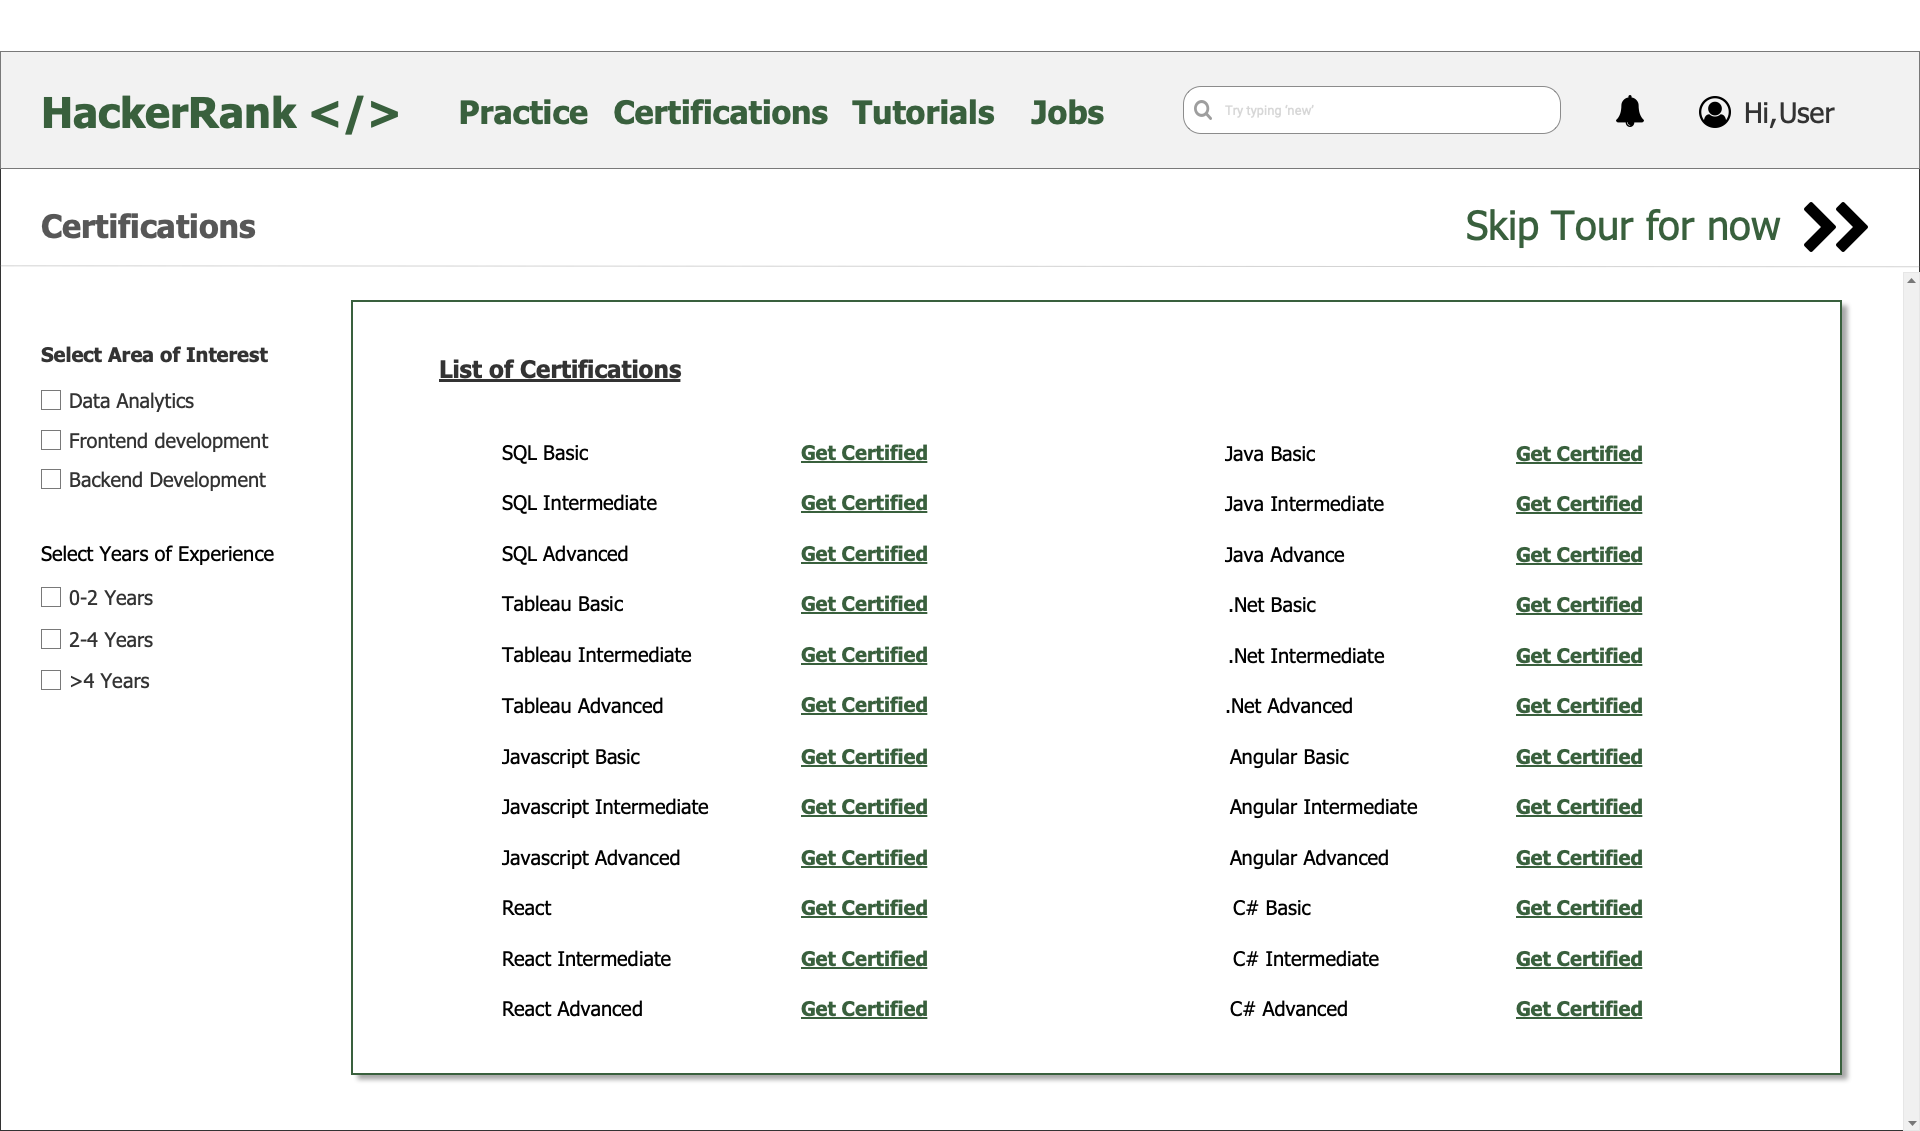 HackerRank </> Practice Certifications Tutorials Jobs Try typing 'new' Hi,User
Certifications Skip Tour for now
Select Area of Interest
Data Analytics
Frontend development
Backend Development
Select Years of Experience
0-2 Years
2-4 Years
>4 Years
List of Certifications
SQL Basic Get Certified Java Basic Get Certified
SQL Intermediate Get Certified Java Intermediate Get Certified
SQL Advanced Get Certified Java Advance Get Certified
Tableau Basic Get Certified .Net Basic Get Certified
Tableau Intermediate Get Certified .Net Intermediate Get Certified
Tableau Advanced Get Certified .Net Advanced Get Certified
Javascript Basic Get Certified Angular Basic Get Certified
Javascript Intermediate Get Certified Angular Intermediate Get Certified
Javascript Advanced Get Certified Angular Advanced Get Certified
React Get Certified C# Basic Get Certified
React Intermediate Get Certified C# Intermediate Get Certified
React Advanced Get Certified C# Advanced Get Certified